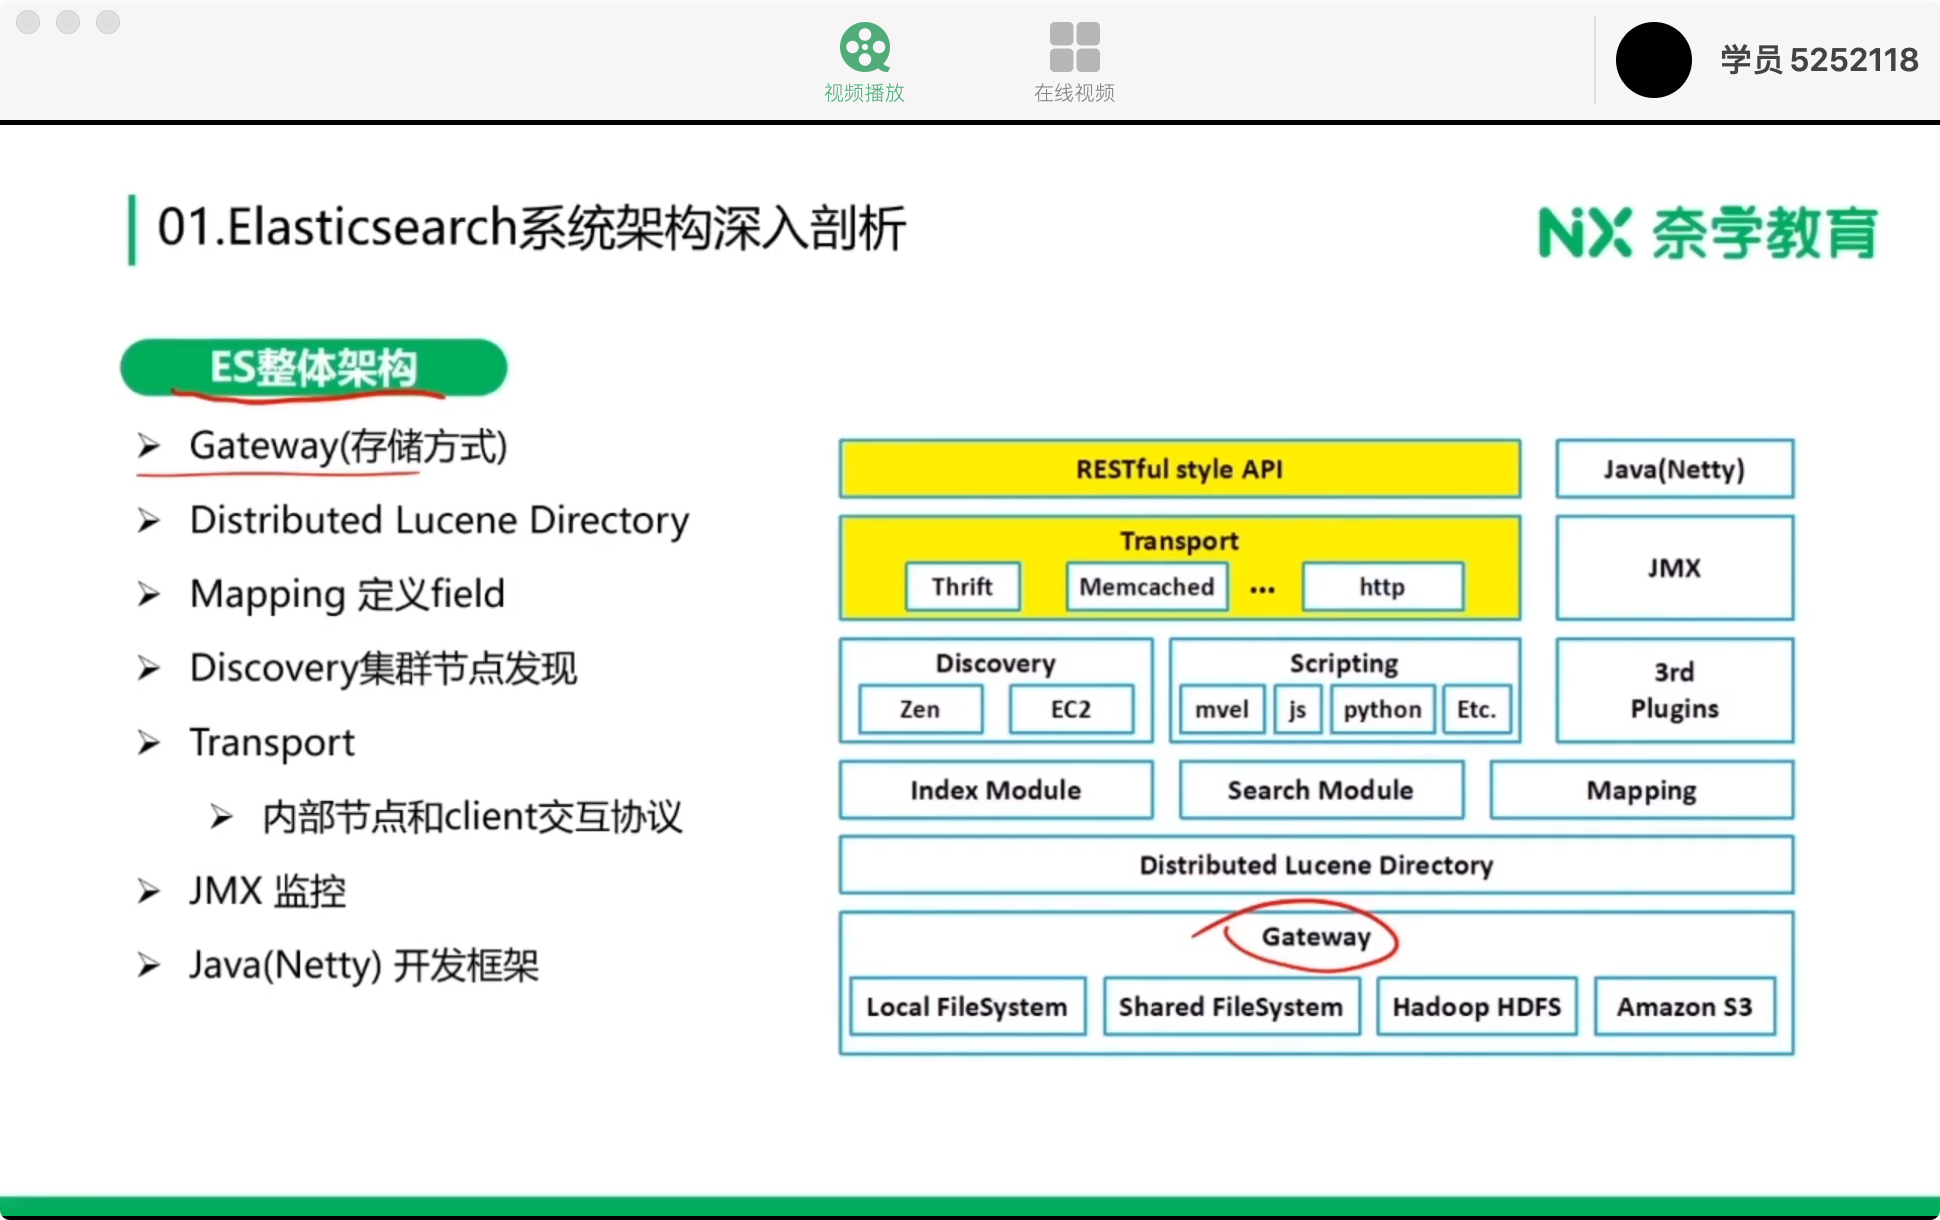 视频播放
在线视频
学员 5252118
01.Elasticsearch系统架构深入剖析
NX 奈学教育
ES整体架构
Gateway(存储方式)
Distributed Lucene Directory
Mapping 定义field
Discovery集群节点发现
Transport
内部节点和client交互协议
JMX 监控
Java(Netty) 开发框架
RESTful style API
Java(Netty)
Transport
Thrift
Memcached
...
http
JMX
Discovery
Zen
EC2
Scripting
mvel
js
python
Etc.
3rd
Plugins
Index Module
Search Module
Mapping
Distributed Lucene Directory
Gateway
Local FileSystem
Shared FileSystem
Hadoop HDFS
Amazon S3